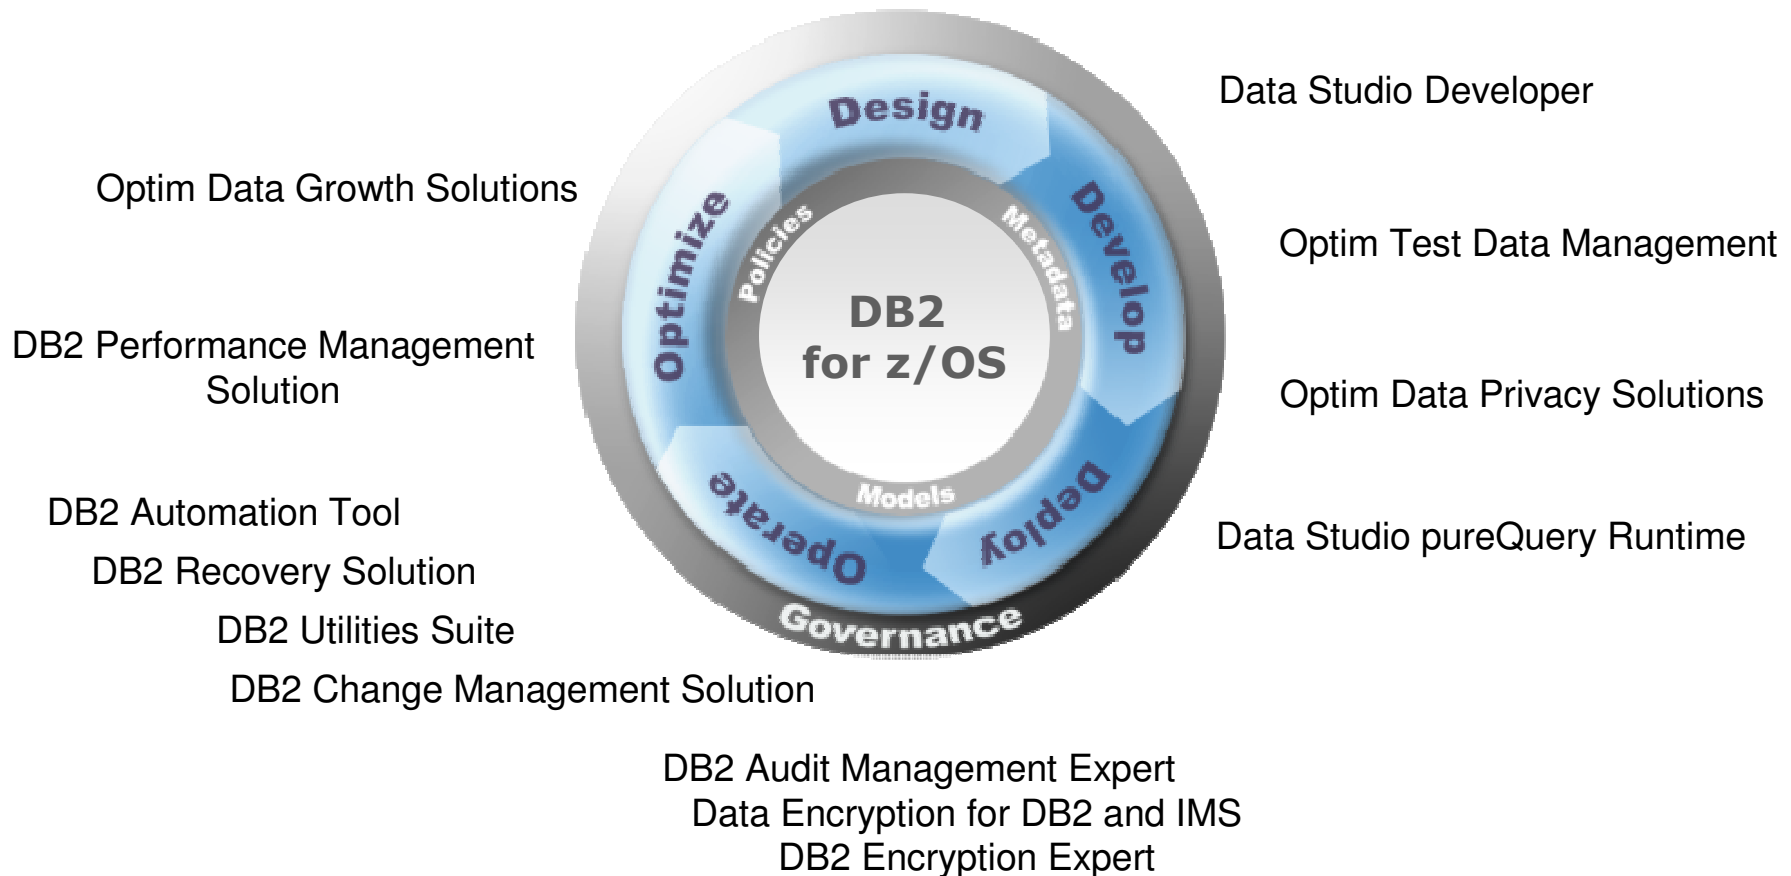 Design
Data Studio Developer
Optim Data Growth Solutions
Optimize
Develop
Policies
Metadata
Optim Test Data Management
DB2
for z/OS
DB2 Performance Management
Solution
Optim Data Privacy Solutions
Models
Operate
Deploy
DB2 Automation Tool
Data Studio pureQuery Runtime
DB2 Recovery Solution
Governance
DB2 Utilities Suite
DB2 Change Management Solution
DB2 Audit Management Expert
Data Encryption for DB2 and IMS
DB2 Encryption Expert